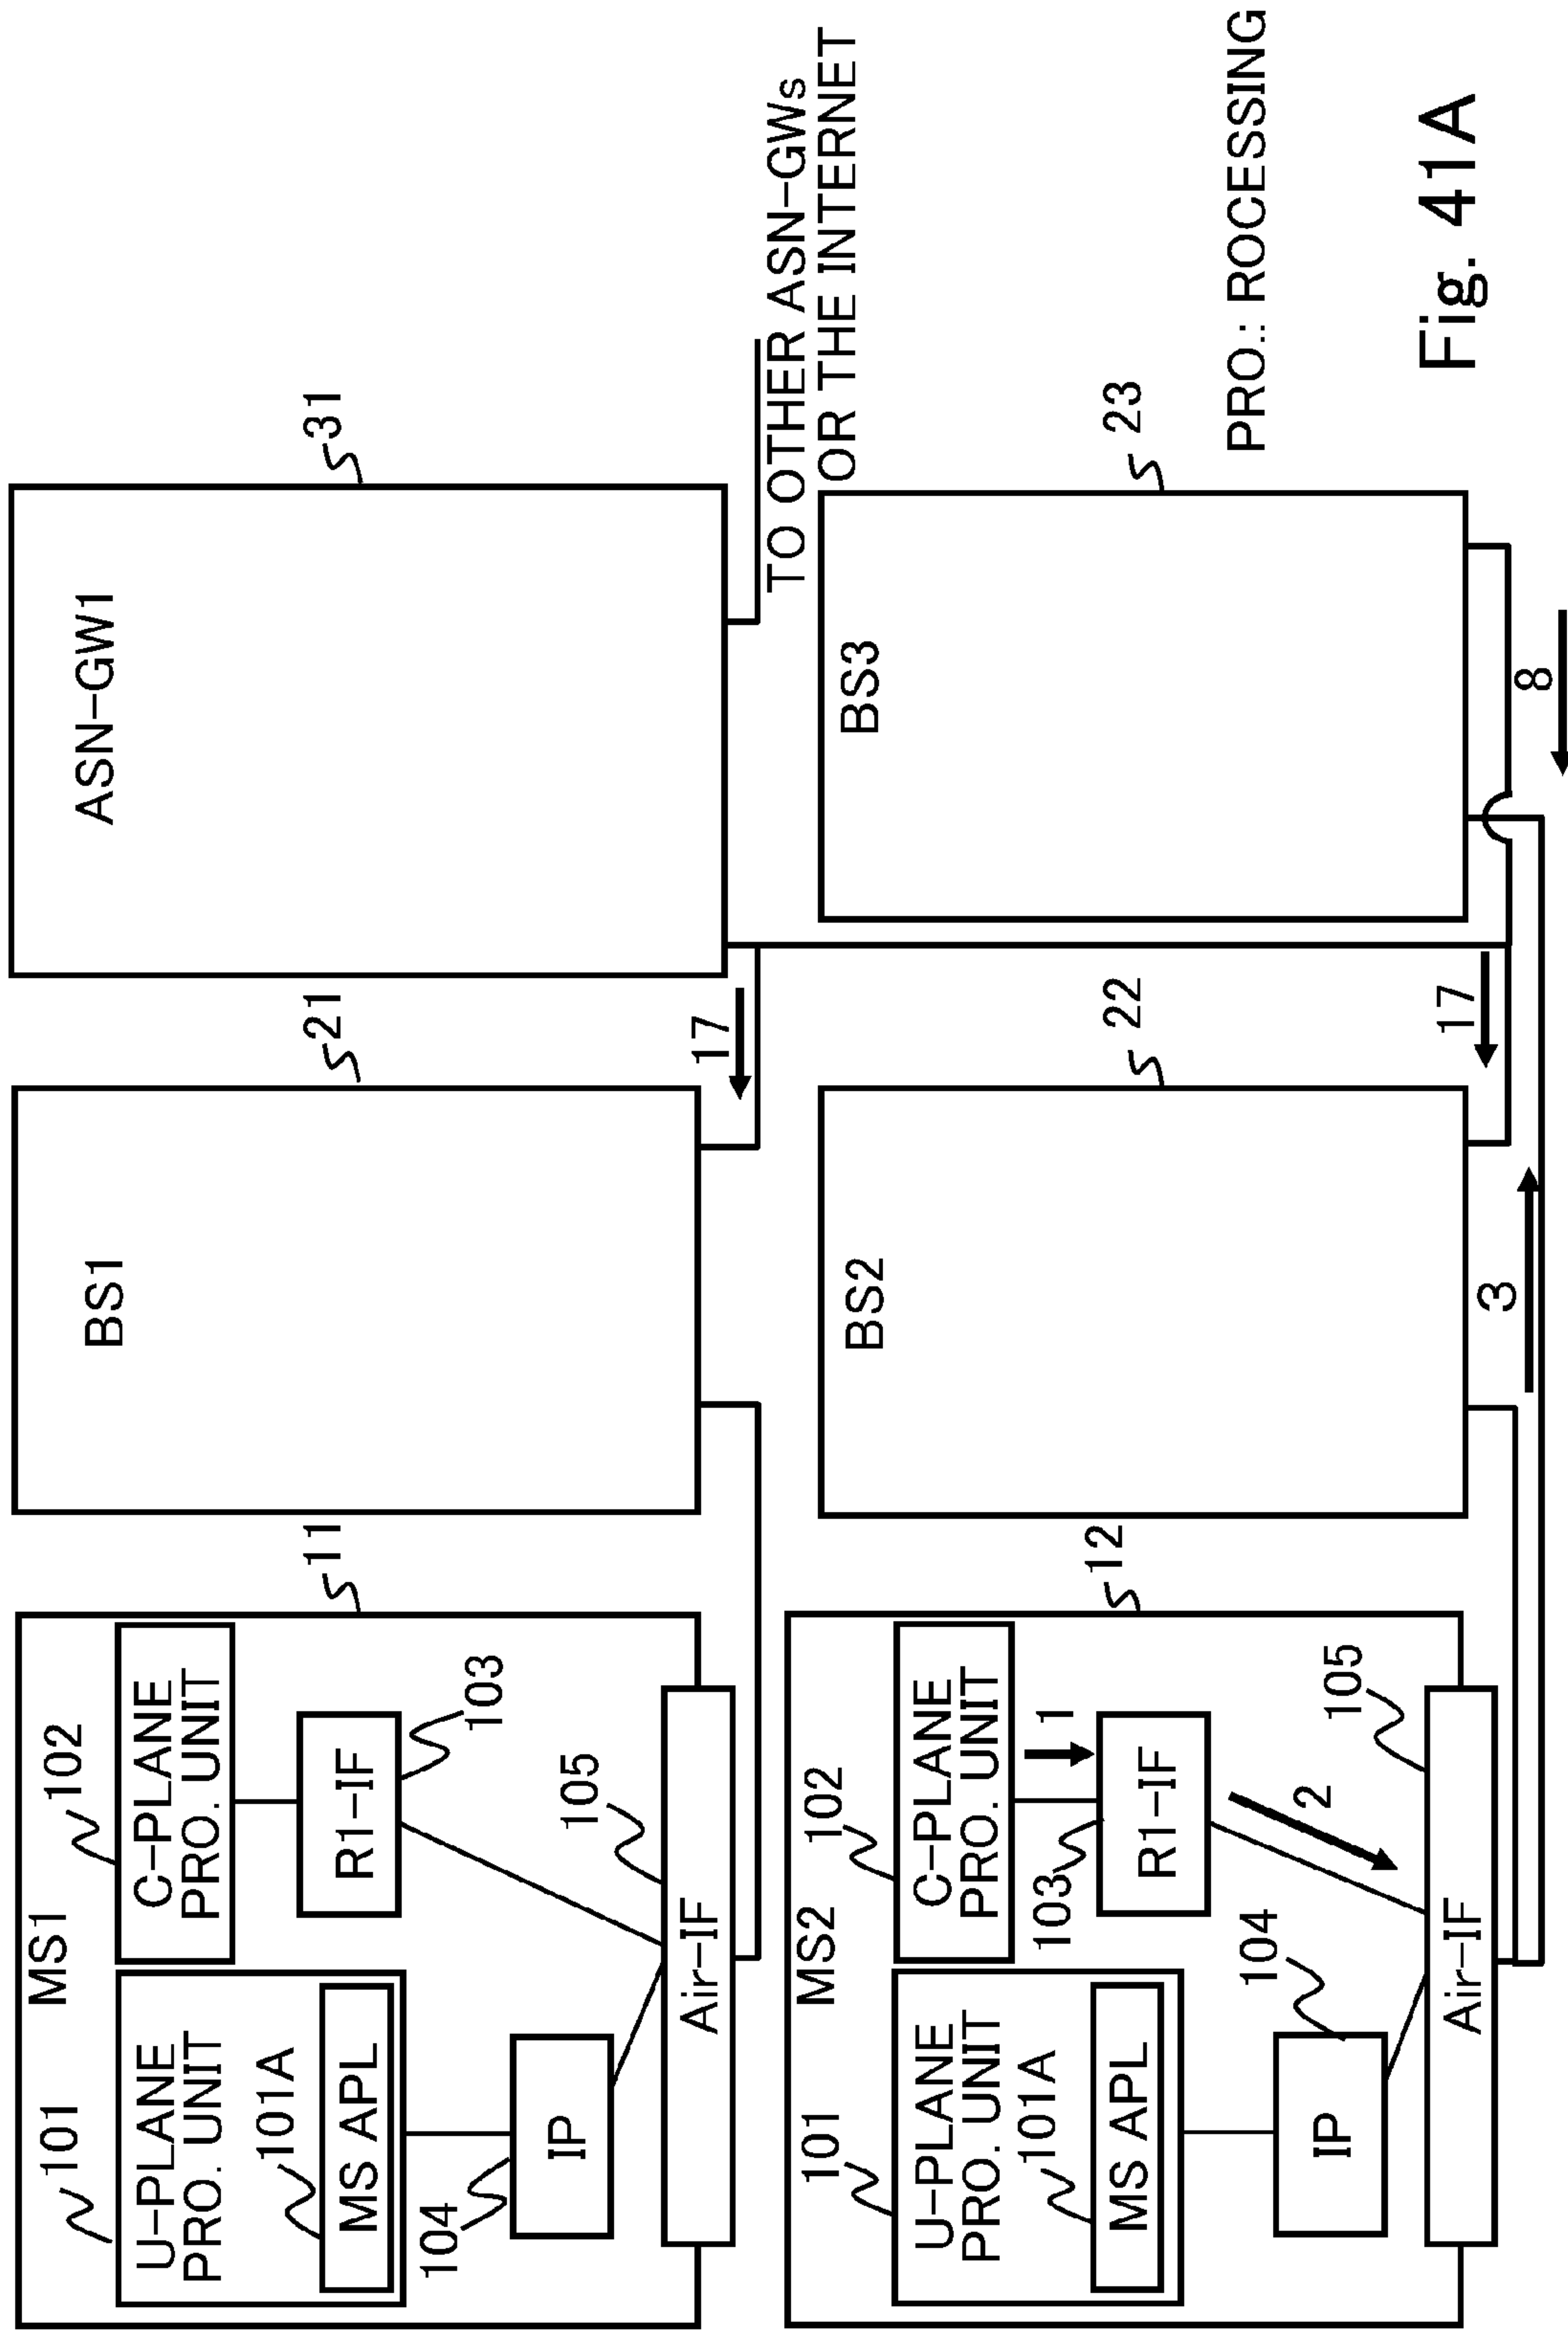 MS1
11
101
U-PLANE
PRO. UNIT
101A
MS APL
102
C-PLANE
PRO. UNIT
R1-IF
103
104
IP
105
Air-IF
BS1
21
17
ASN-GW1
31
TO OTHER ASN-GWs
OR THE INTERNET
MS2
12
101
U-PLANE
PRO. UNIT
101A
MS APL
102
C-PLANE
PRO. UNIT
1
103
R1-IF
2
104
IP
105
Air-IF
BS2
22
3
17
BS3
23
8
PRO.: ROCESSING
Fig. 41A